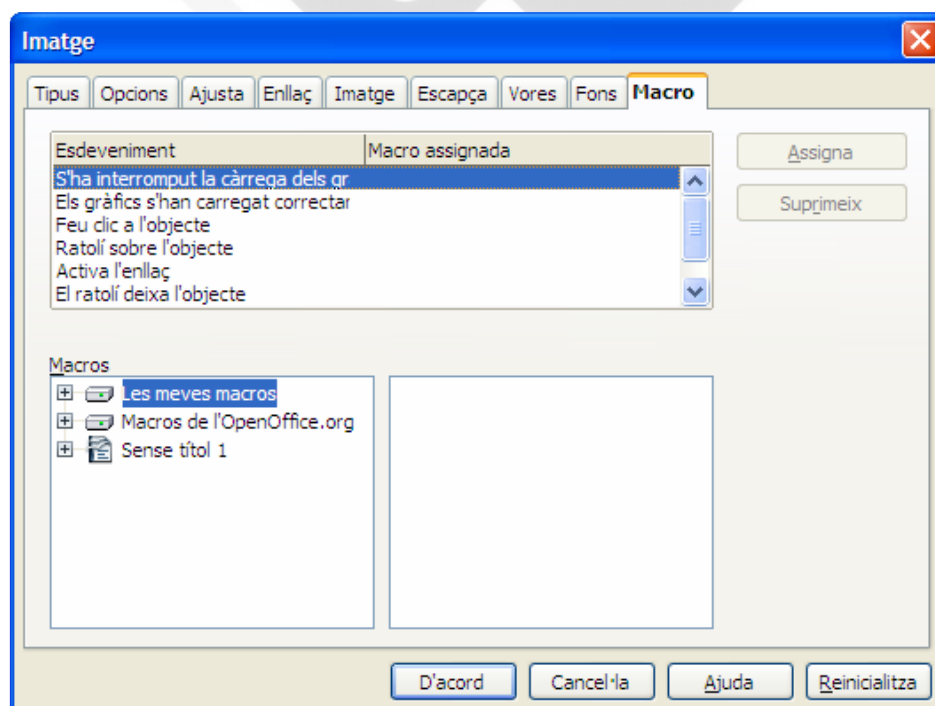 Imatge
Tipus Opcions Ajusta Enllaç Imatge Escapça Vores Fons Macro
Esdeveniment Macro assignada
S'ha interromput la càrrega dels gr
Els gràfics s'han carregat correctar
Feu clic a l'objecte
Ratolí sobre l'objecte
Activa l'enllaç
El ratolí deixa l'objecte
Assigna
Suprimeix
Macros
Les meves macros
Macros de l'OpenOffice.org
Sense títol 1
D'acord Cancel·la Ajuda Reinicialitza